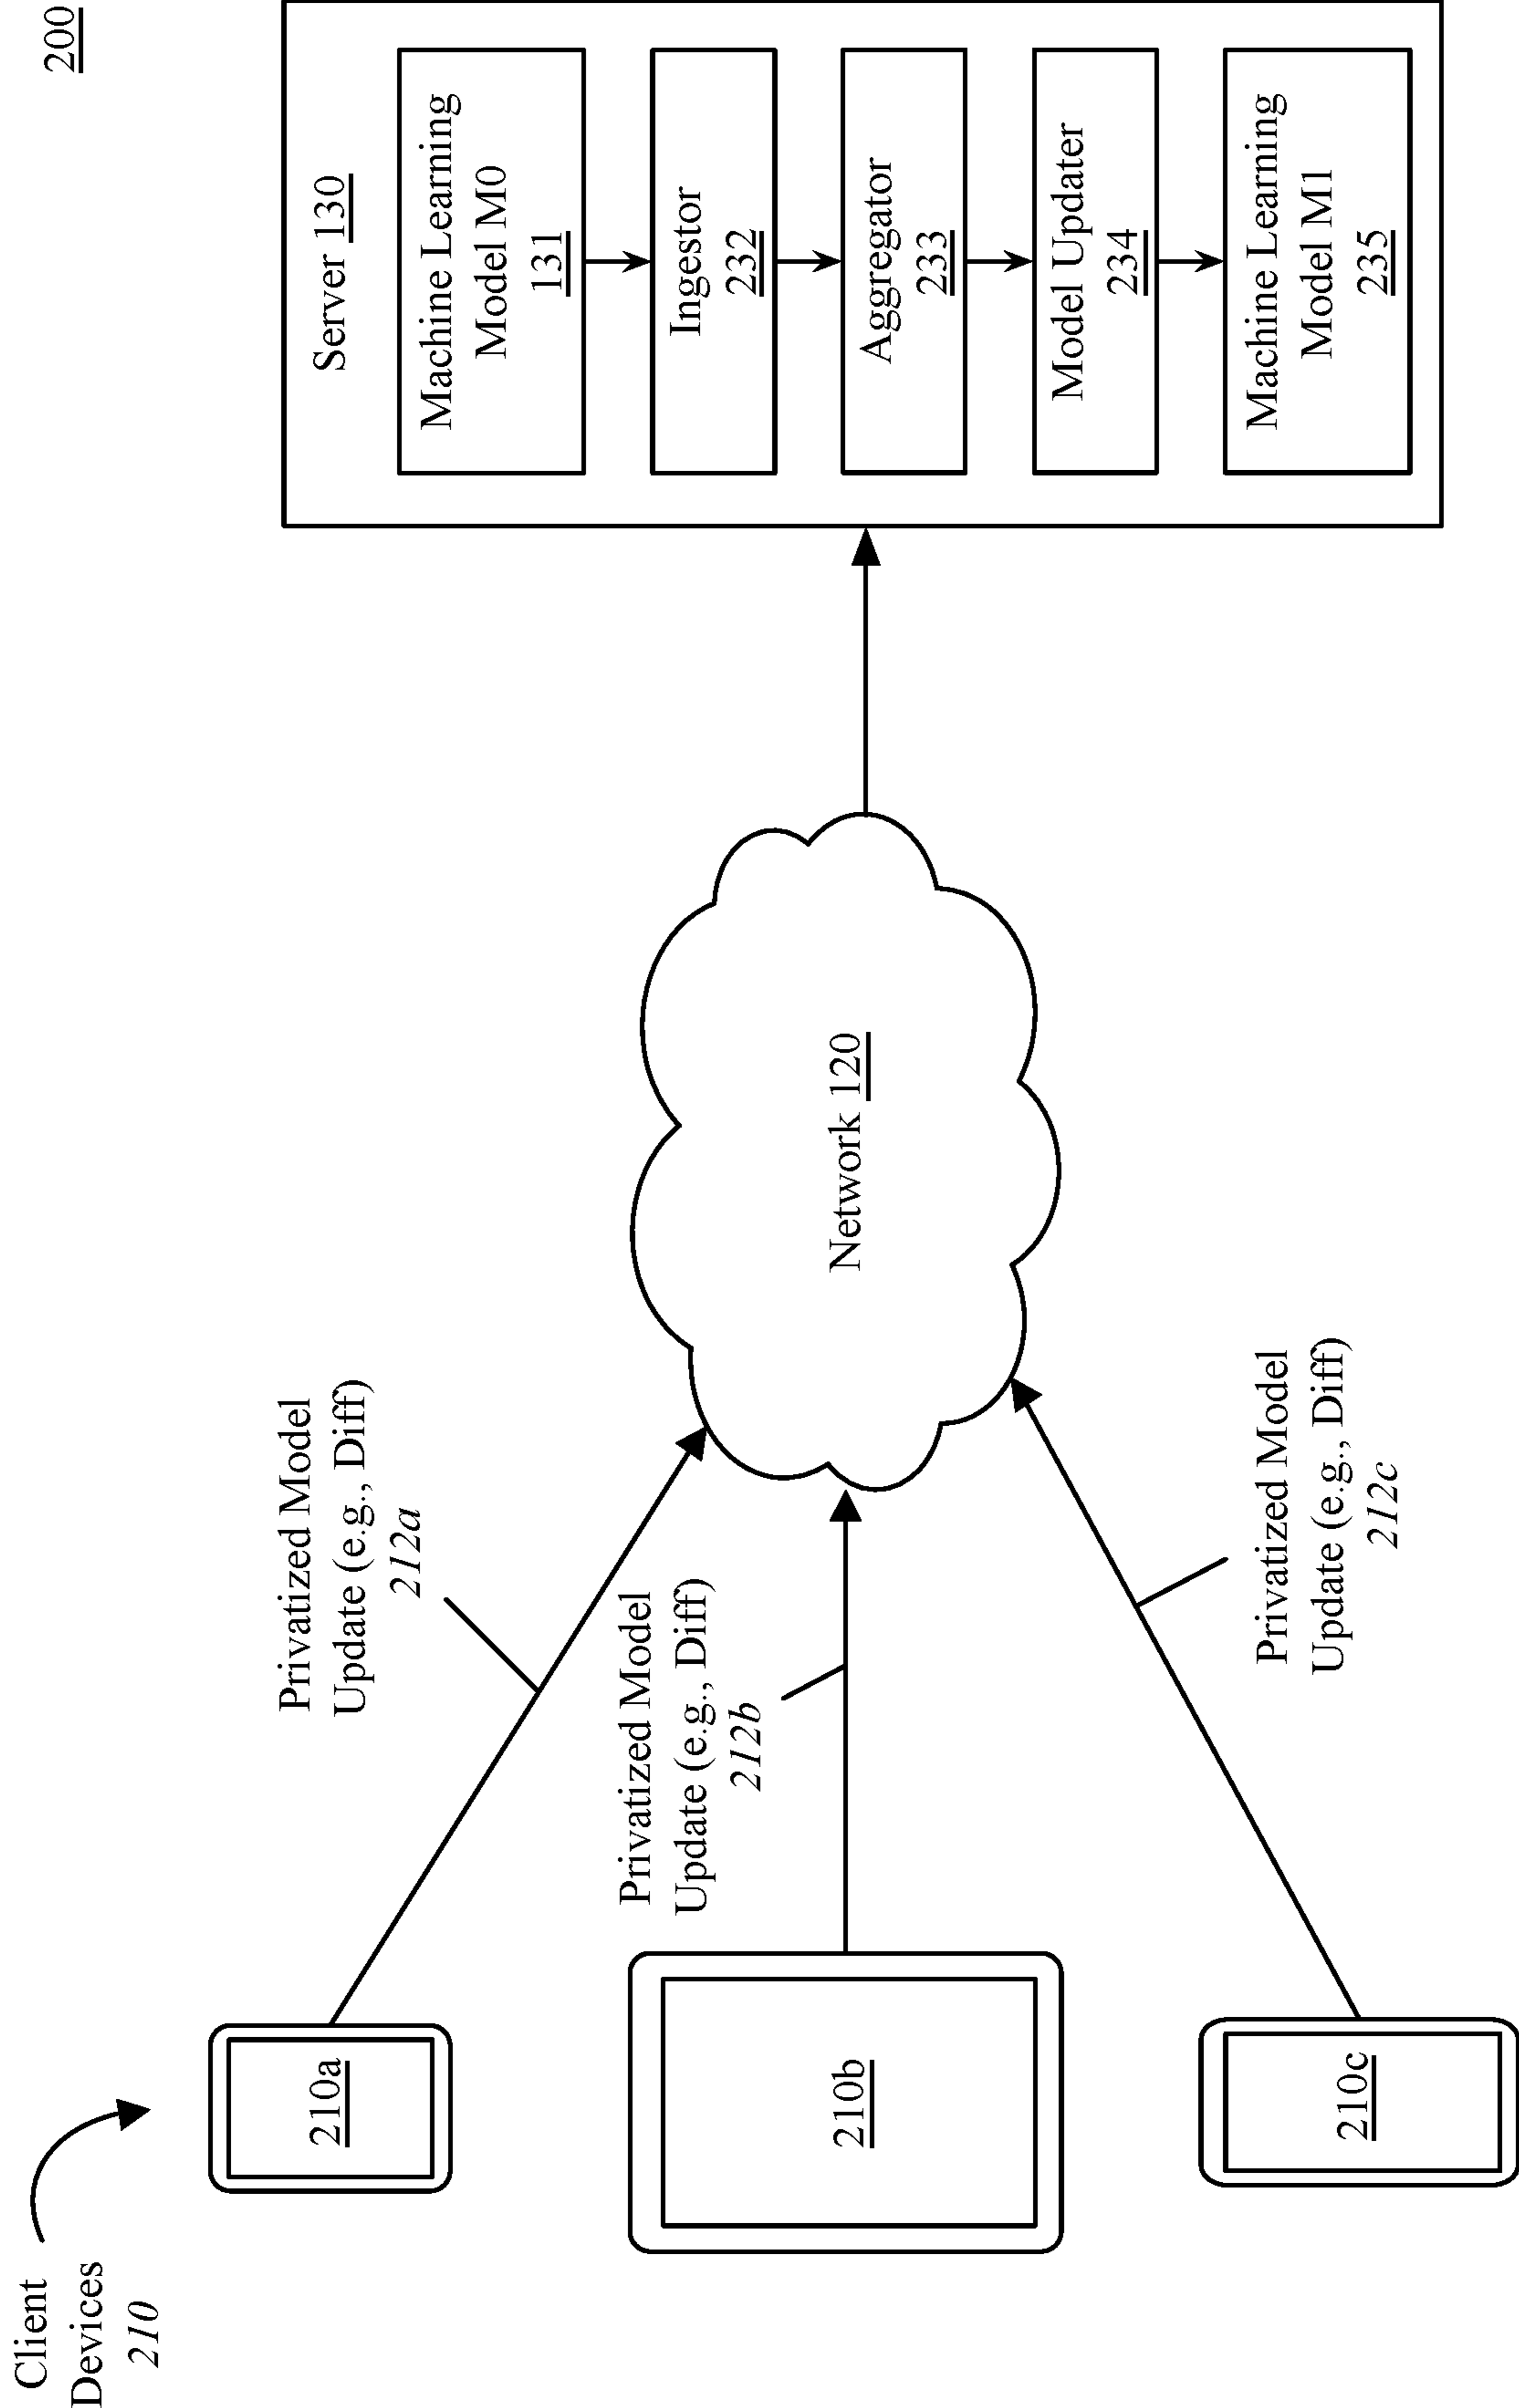 200
Client
Devices
210
210a
210b
210c
Privatized Model
Update (e.g., Diff)
212a
Privatized Model
Update (e.g., Diff)
212b
Privatized Model
Update (e.g., Diff)
212c
Network 120
Server 130
Machine Learning
Model M0
131
Ingestor
232
Aggregator
233
Model Updater
234
Machine Learning
Model M1
235